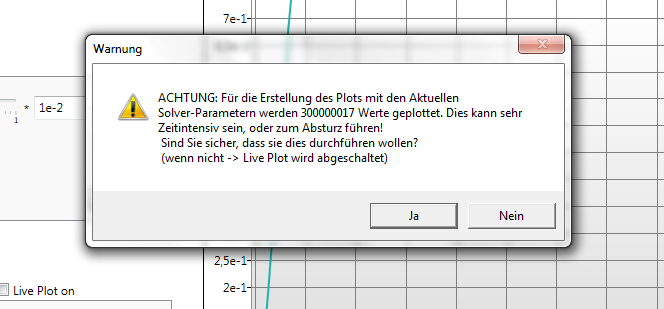 7e-1
Warnung
ACHTUNG: Für die Erstellung des Plots mit den Aktuellen
Solver-Parametern werden 300000017 Werte geplottet. Dies kann sehr
Zeitintensiv sein, oder zum Absturz führen!
Sind Sie sicher, dass sie dies durchführen wollen?
(wenn nicht -> Live Plot wird abgeschaltet)
* 1e-2
1
Ja Nein
2,5e-1
Live Plot on
2e-1